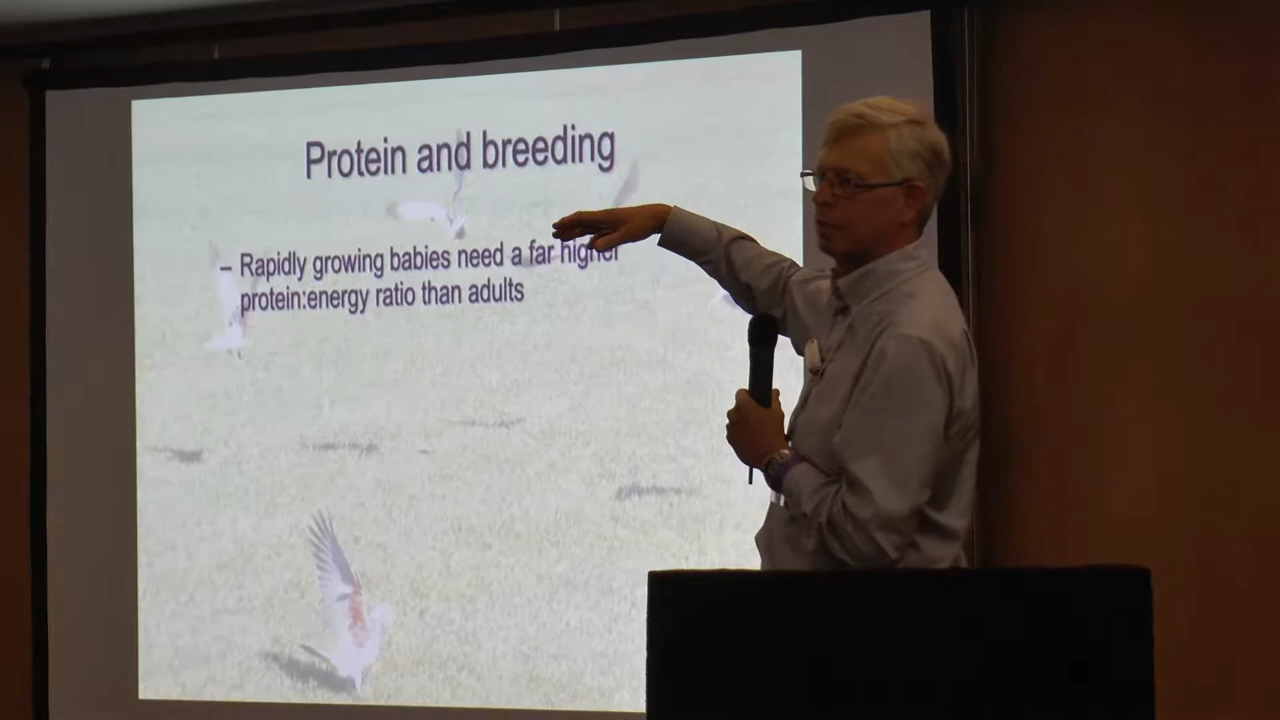 Protein and breeding
– Rapidly growing babies need a far higher
protein:energy ratio than adults